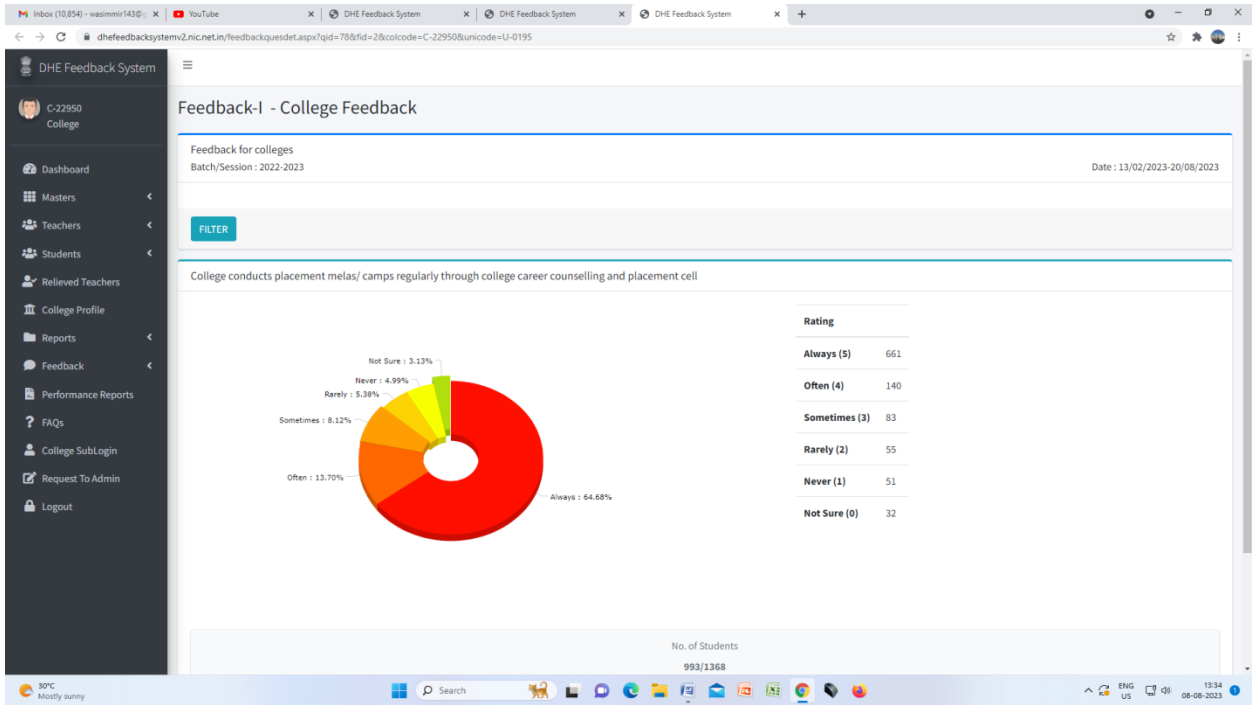 Inbox (10,854) - wasimmir143@g
YouTube
DHE Feedback System
DHE Feedback System
DHE Feedback System
dhefeedbacksystemv2.nic.net.in/feedbackquesdet.aspx?qid=78&fid=2&colcode=C-22950&unicode=U-0195
DHE Feedback System
C-22950
College
Dashboard
Masters
Teachers
Students
Relieved Teachers
College Profile
Reports
Feedback
Performance Reports
FAQs
College SubLogin
Request To Admin
Logout
Feedback-I - College Feedback
Feedback for colleges
Batch/Session : 2022-2023
Date : 13/02/2023-20/08/2023
FILTER
College conducts placement melas/ camps regularly through college career counselling and placement cell
Not Sure : 3.13%
Never : 4.99%
Rarely : 5.38%
Sometimes : 8.12%
Often : 13.70%
Always : 64.68%
Rating
Always (5) 661
Often (4) 140
Sometimes (3) 83
Rarely (2) 55
Never (1) 51
Not Sure (0) 32
No. of Students
993/1368
30°C
Mostly sunny
Search
ENG
US
13:34
08-08-2023
1